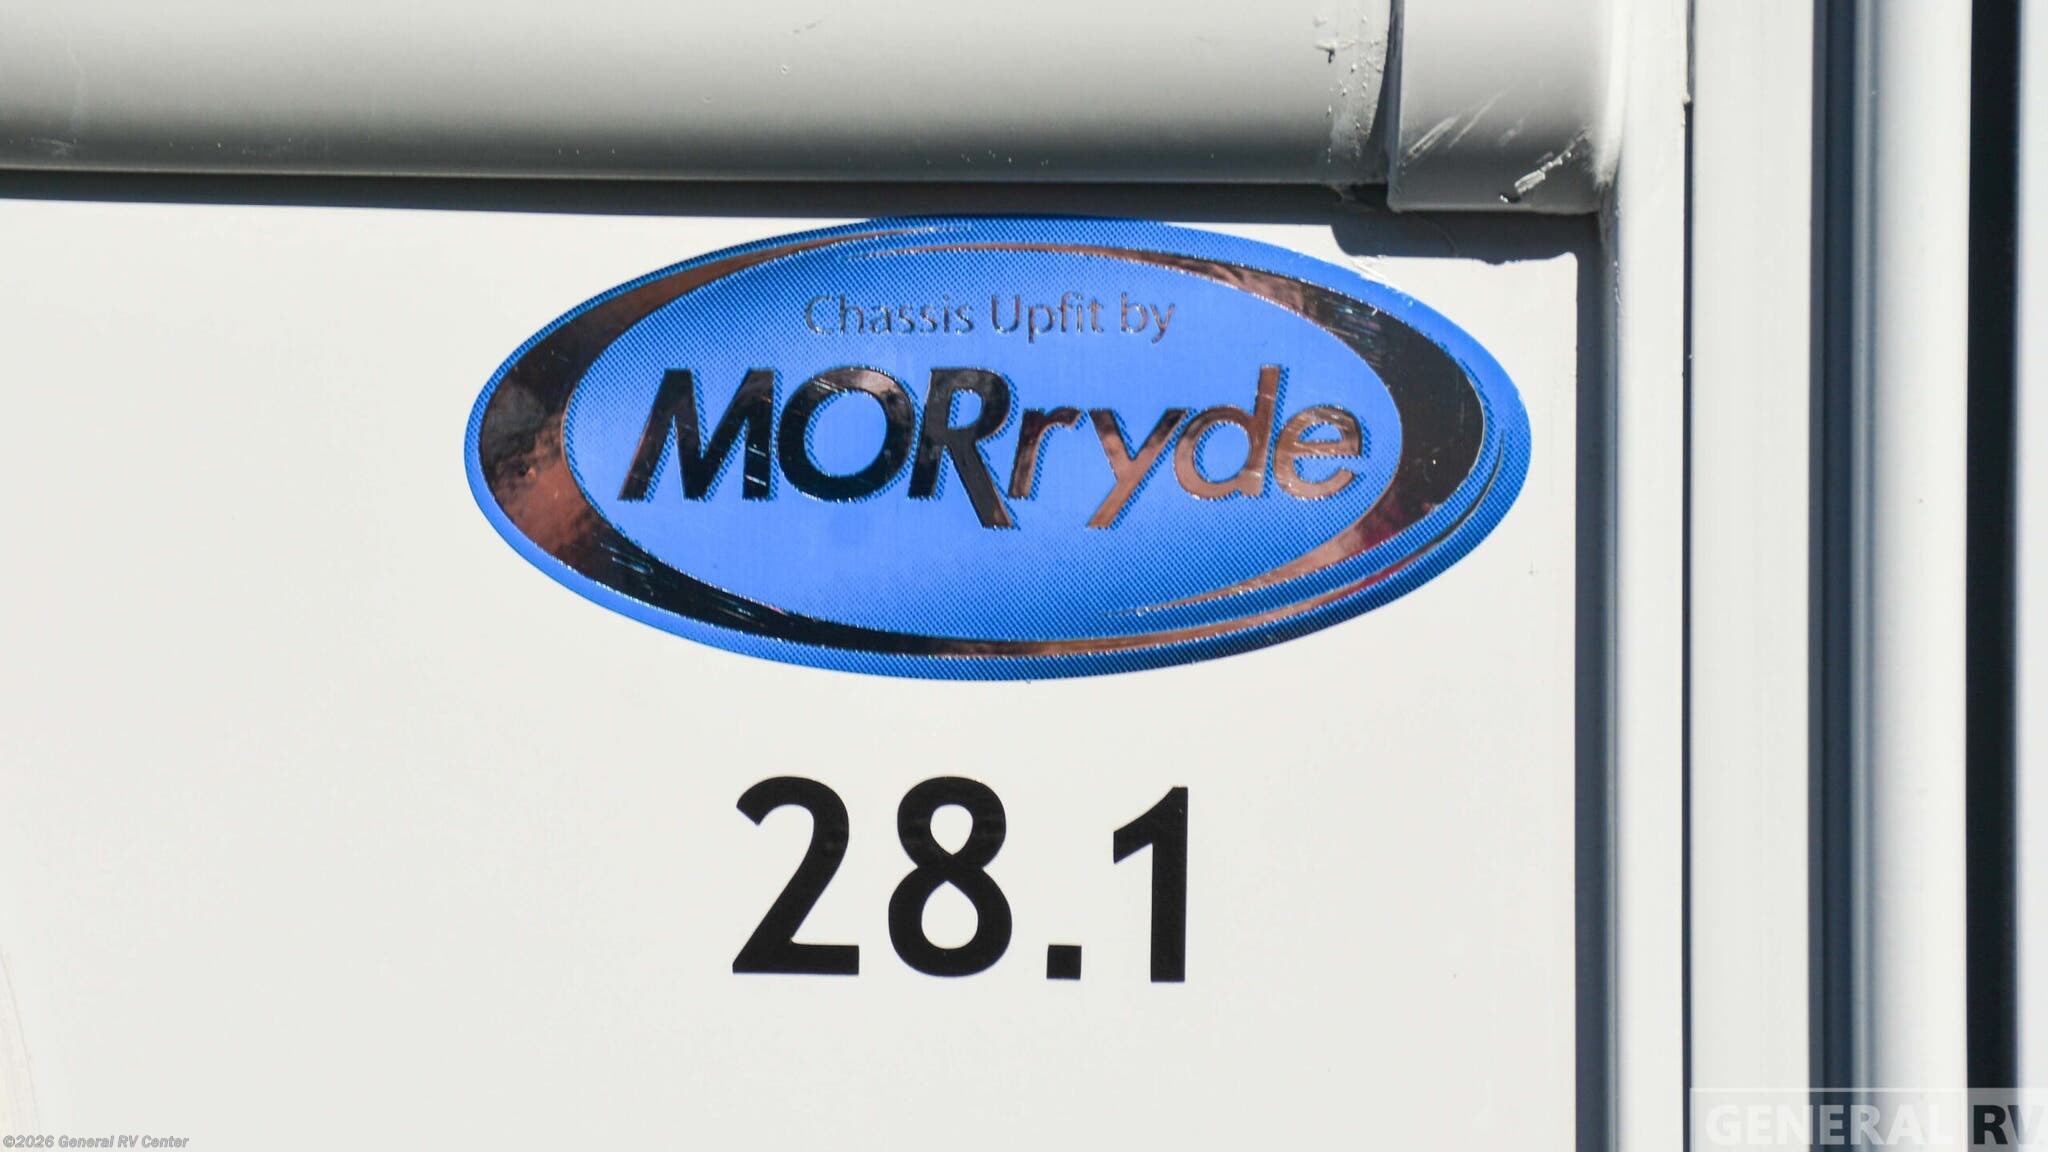 Chassis Upfit by
MORryde
28.1
©2026 General RV Center
GENERAL RV